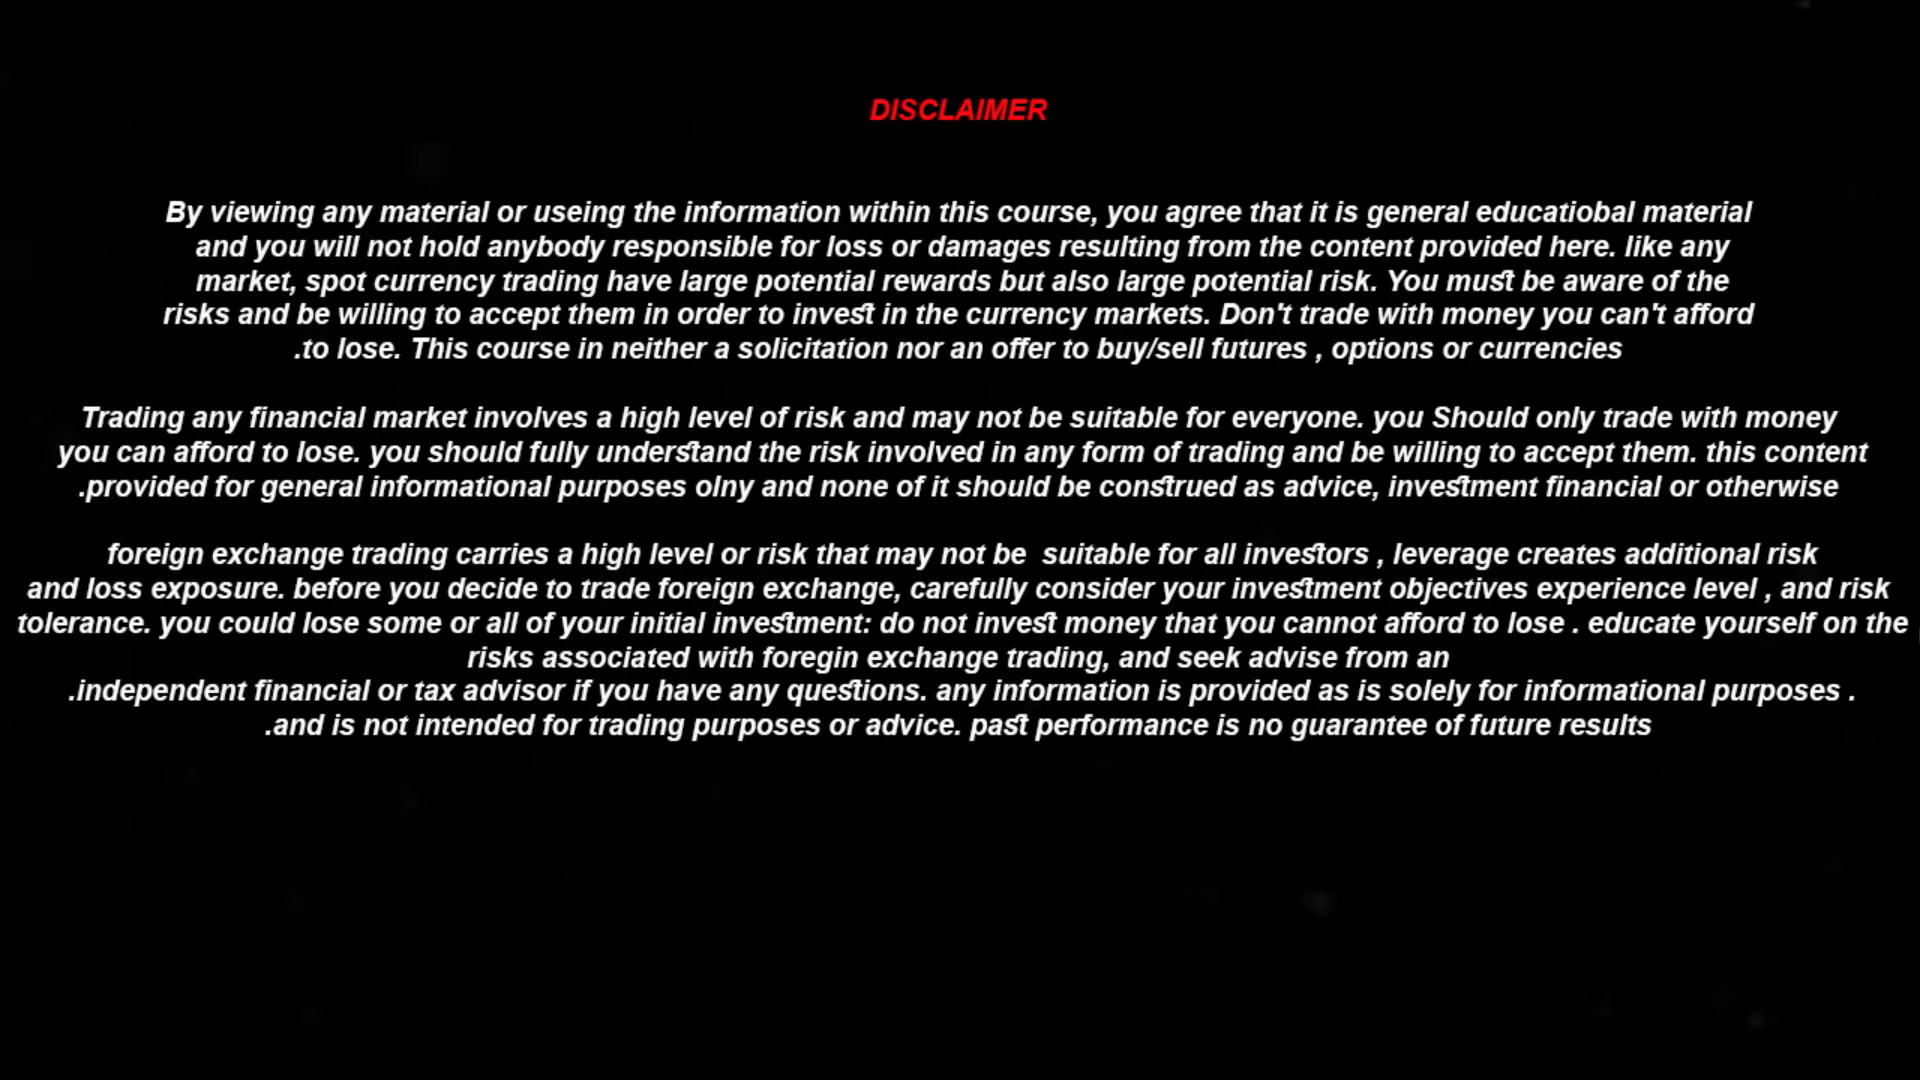 DISCLAIMER
By viewing any material or useing the information within this course, you agree that it is general educatiobal material
and you will not hold anybody responsible for loss or damages resulting from the content provided here. like any
market, spot currency trading have large potential rewards but also large potential risk. You must be aware of the
risks and be willing to accept them in order to invest in the currency markets. Don't trade with money you can't afford
.to lose. This course in neither a solicitation nor an offer to buy/sell futures , options or currencies
Trading any financial market involves a high level of risk and may not be suitable for everyone. you Should only trade with money
you can afford to lose. you should fully understand the risk involved in any form of trading and be willing to accept them. this content
.provided for general informational purposes olny and none of it should be construed as advice, investment financial or otherwise
foreign exchange trading carries a high level or risk that may not be  suitable for all investors , leverage creates additional risk
and loss exposure. before you decide to trade foreign exchange, carefully consider your investment objectives experience level , and risk
tolerance. you could lose some or all of your initial investment: do not invest money that you cannot afford to lose . educate yourself on the
risks associated with foregin exchange trading, and seek advise from an
.independent financial or tax advisor if you have any questions. any information is provided as is solely for informational purposes .
.and is not intended for trading purposes or advice. past performance is no guarantee of future results